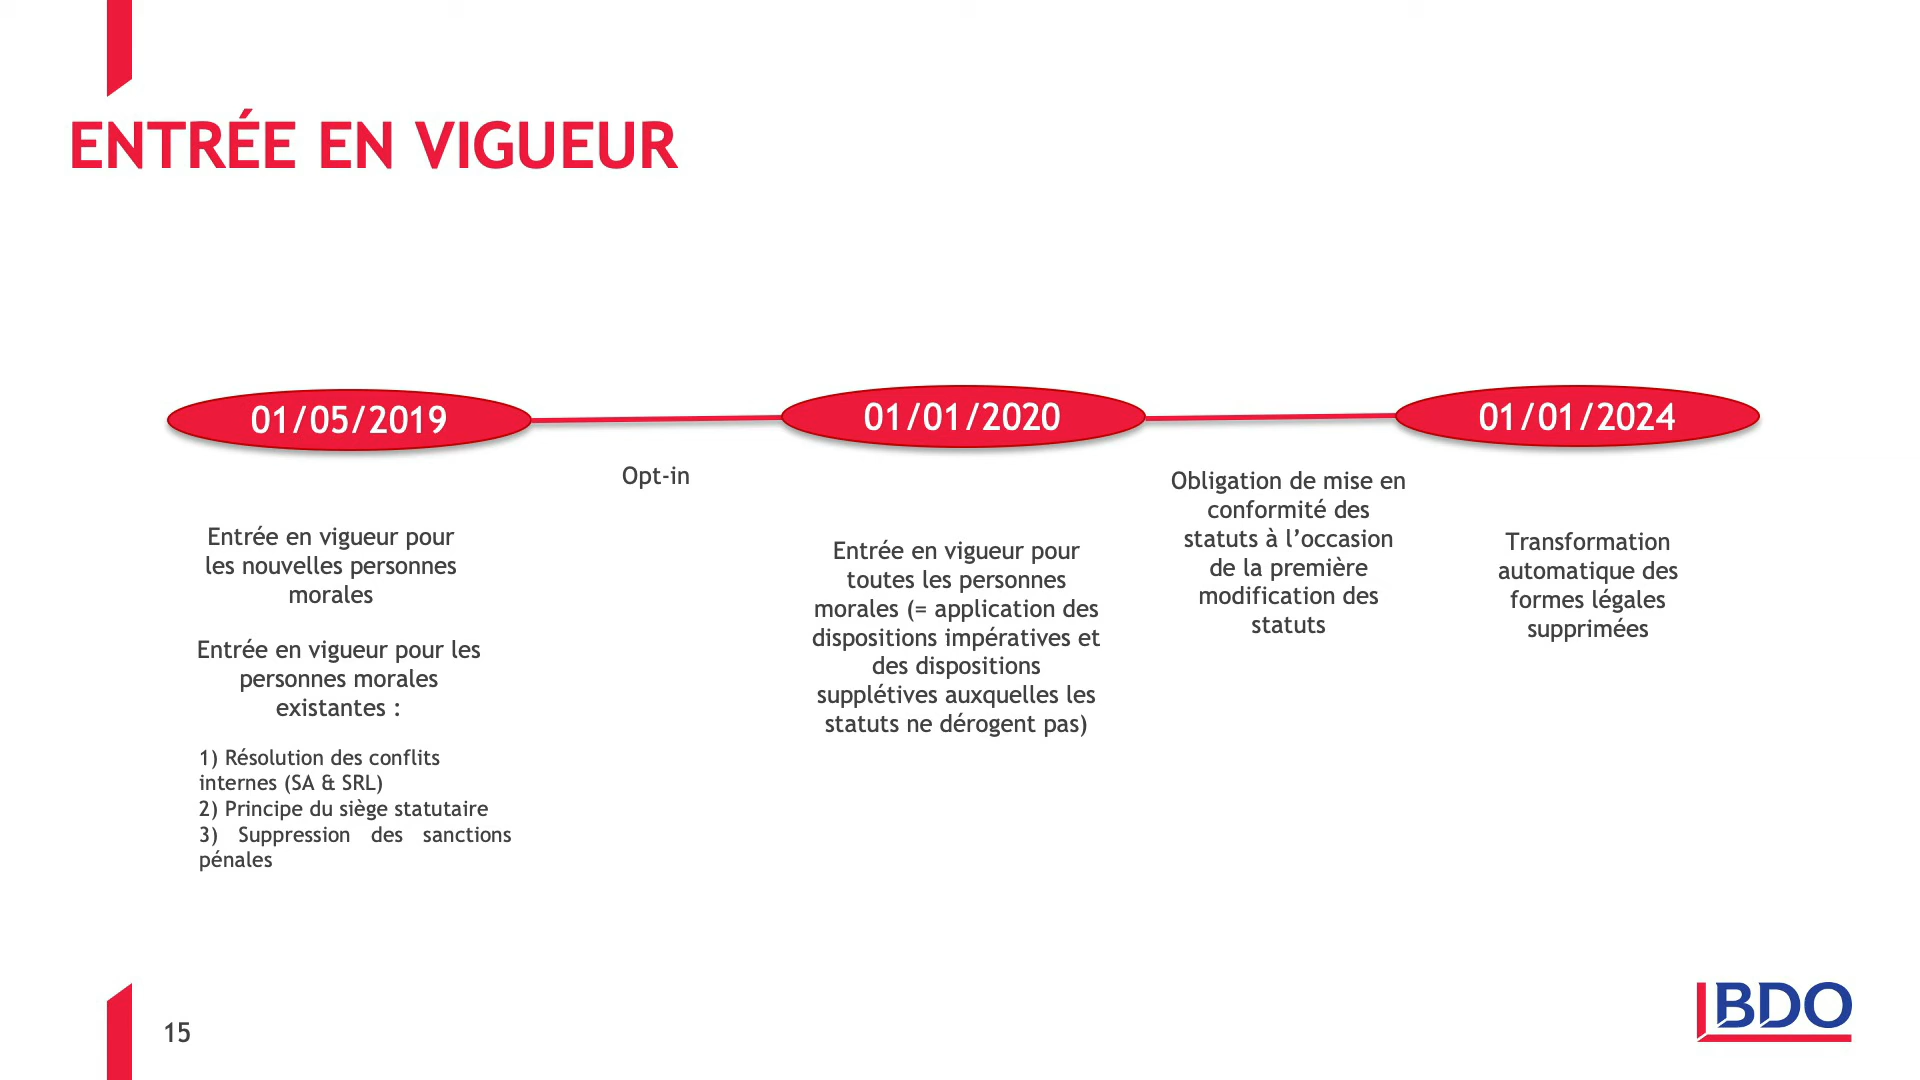 ENTRÉE EN VIGUEUR
01/05/2019
01/01/2020
01/01/2024
Opt-in
Entrée en vigueur pour
les nouvelles personnes
morales
Entrée en vigueur pour les
personnes morales
existantes :
1) Résolution des conflits
internes (SA & SRL)
2) Principe du siège statutaire
3) Suppression des sanctions
pénales
Entrée en vigueur pour
toutes les personnes
morales (= application des
dispositions impératives et
des dispositions
supplétives auxquelles les
statuts ne dérogent pas)
Obligation de mise en
conformité des
statuts à l’occasion
de la première
modification des
statuts
Transformation
automatique des
formes légales
supprimées
15
BDO